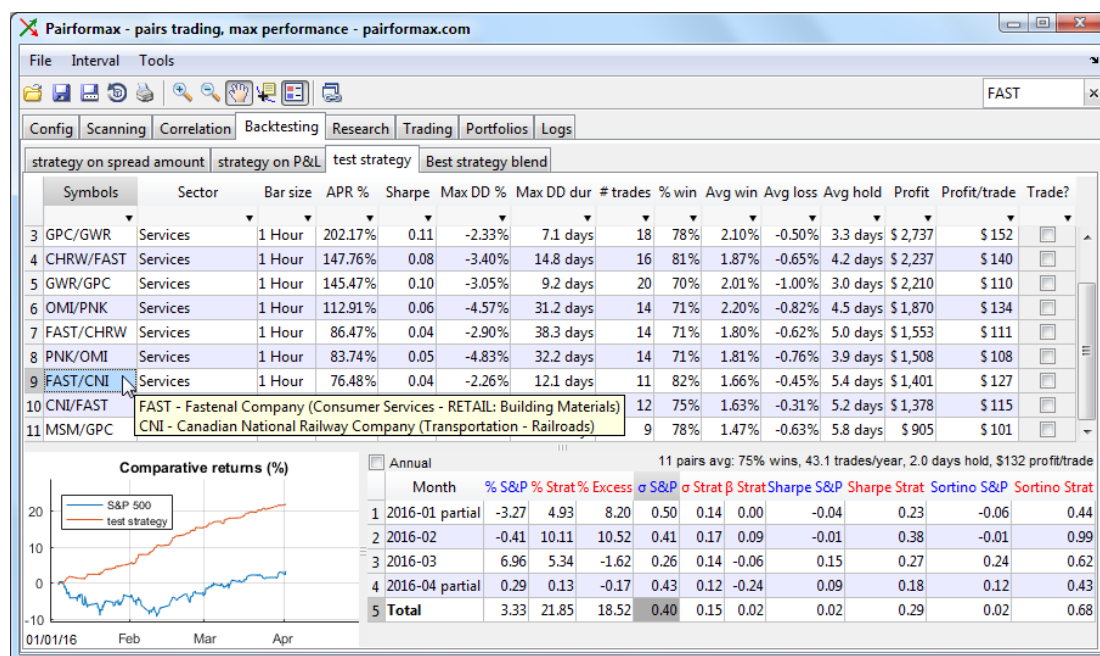 Pairformax - pairs trading, max performance - pairformax.com
File Interval Tools
FAST
Config Scanning Correlation Backtesting Research Trading Portfolios Logs
strategy on spread amount strategy on P&L test strategy Best strategy blend
Symbols Sector Bar size APR % Sharpe Max DD % Max DD dur # trades % win Avg win Avg loss Avg hold Profit Profit/trade Trade?
3 GPC/GWR Services 1 Hour 202.17% 0.11 -2.33% 7.1 days 18 78% 2.10% -0.50% 3.3 days $ 2,737 $ 152
4 CHRW/FAST Services 1 Hour 147.76% 0.08 -3.40% 14.8 days 16 81% 1.87% -0.65% 4.2 days $ 2,237 $ 140
5 GWR/GPC Services 1 Hour 145.47% 0.10 -3.05% 9.2 days 20 70% 2.01% -1.00% 3.0 days $ 2,210 $ 110
6 OMI/PNK Services 1 Hour 112.91% 0.06 -4.57% 31.2 days 14 71% 2.20% -0.82% 4.5 days $ 1,870 $ 134
7 FAST/CHRW Services 1 Hour 86.47% 0.04 -2.90% 38.3 days 14 71% 1.80% -0.62% 5.0 days $ 1,553 $ 111
8 PNK/OMI Services 1 Hour 83.74% 0.05 -4.83% 32.2 days 14 71% 1.81% -0.76% 3.9 days $ 1,508 $ 108
9 FAST/CNI Services 1 Hour 76.48% 0.04 -2.26% 12.1 days 11 82% 1.66% -0.45% 5.4 days $ 1,401 $ 127
10 CNI/FAST 12 75% 1.63% -0.31% 5.2 days $ 1,378 $ 115
FAST - Fastenal Company (Consumer Services - RETAIL: Building Materials)
CNI - Canadian National Railway Company (Transportation - Railroads)
11 MSM/GPC 9 78% 1.47% -0.63% 5.8 days $ 905 $ 101
Comparative returns (%)
S&P 500
test strategy
20
10
0
-10
01/01/16 Feb Mar Apr
Annual 11 pairs avg: 75% wins, 43.1 trades/year, 2.0 days hold, $132 profit/trade
Month % S&P % Strat % Excess σ S&P σ Strat β Strat Sharpe S&P Sharpe Strat Sortino S&P Sortino Strat
1 2016-01 partial -3.27 4.93 8.20 0.50 0.14 0.00 -0.04 0.23 -0.06 0.44
2 2016-02 -0.41 10.11 10.52 0.41 0.17 0.09 -0.01 0.38 -0.01 0.99
3 2016-03 6.96 5.34 -1.62 0.26 0.14 -0.06 0.15 0.27 0.24 0.62
4 2016-04 partial 0.29 0.13 -0.17 0.43 0.12 -0.24 0.09 0.18 0.12 0.43
5 Total 3.33 21.85 18.52 0.40 0.15 0.02 0.02 0.29 0.02 0.68